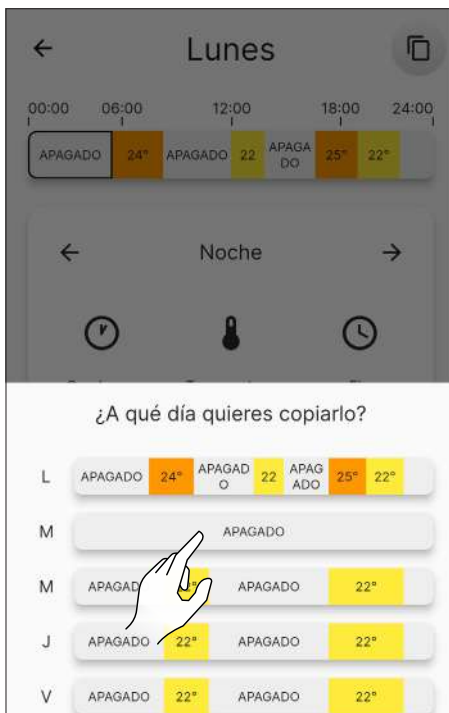 Lunes
00:00 06:00 12:00 18:00 24:00
APAGADO 24° APAGADO 22 APAGA
DO 25° 22°
Noche
¿A qué día quieres copiarlo?
L APAGADO 24° APAGAD
O 22 APAG
ADO 25° 22°
M APAGADO
M APAGADO APAGADO 22°
J APAGADO 22° APAGADO 22°
V APAGADO 22° APAGADO 22°